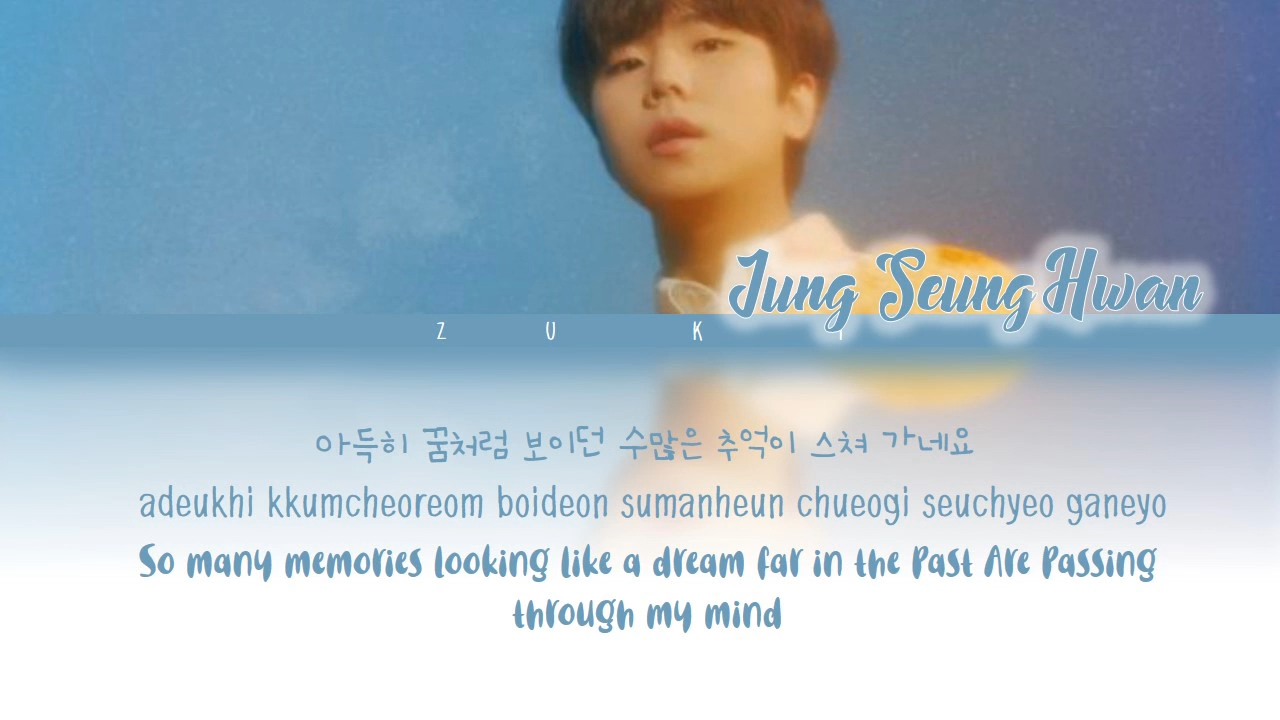 Jung Seung Hwan
Z U K I
아득히 꿈처럼 보이던 수많은 추억이 스쳐 가네요
adeukhi kkumcheoreom boideon sumanheun chueogi seuchyeo ganeyo
So many memories looking like a dream far in the Past Are Passing
through my mind